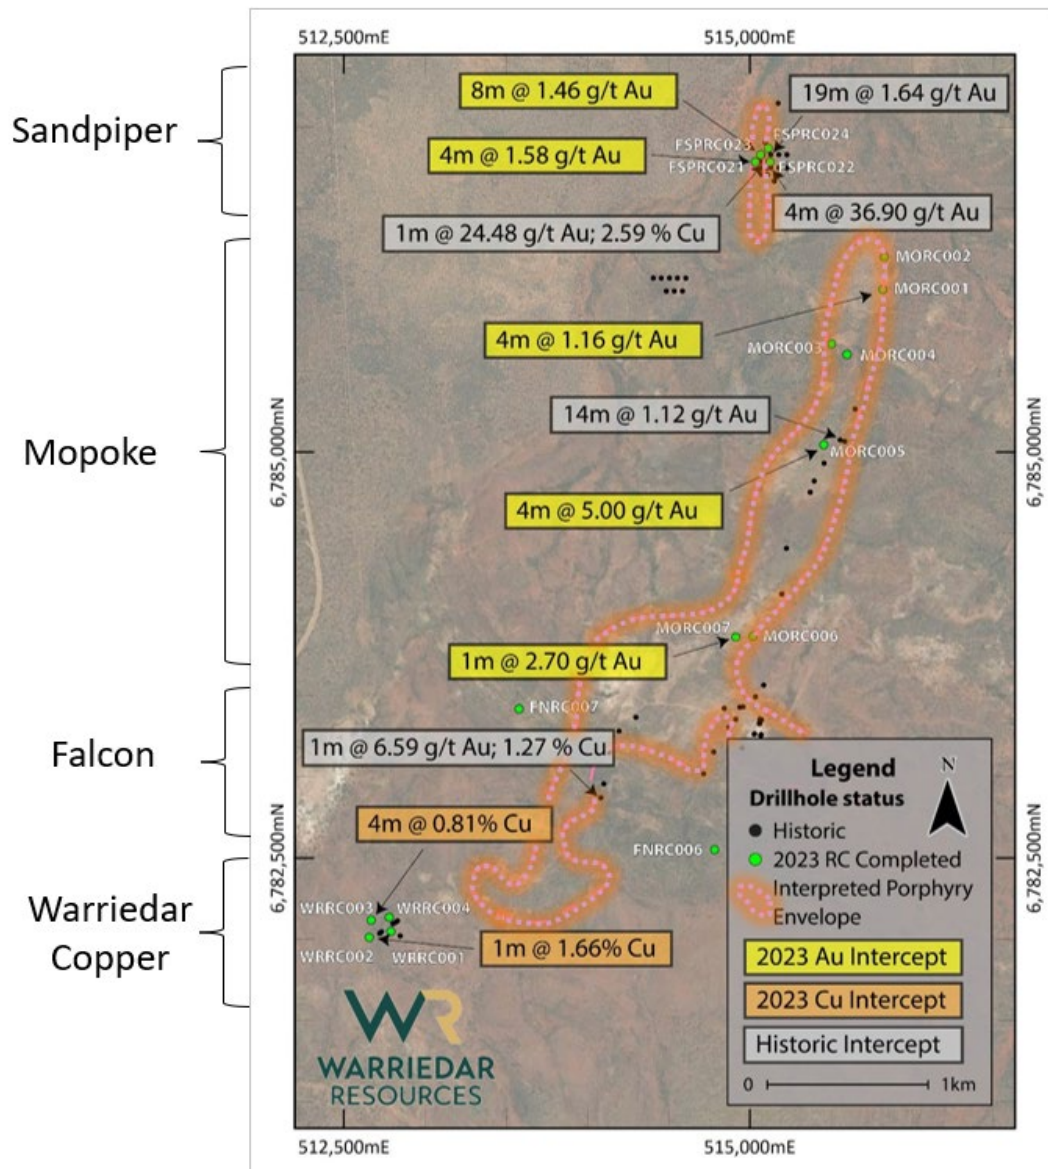 512,500mE
515,000mE
Sandpiper
8m @ 1.46 g/t Au
19m @ 1.64 g/t Au
FSPRC023
FSPRC024
4m @ 1.58 g/t Au
FSPRC021
FSPRC022
4m @ 36.90 g/t Au
1m @ 24.48 g/t Au; 2.59 % Cu
Mopoke
MORC002
MORC001
4m @ 1.16 g/t Au
MORC003
MORC004
14m @ 1.12 g/t Au
6,785,000mN
6,785,000mN
MORC005
4m @ 5.00 g/t Au
MORC007
MORC006
1m @ 2.70 g/t Au
Falcon
FNRC007
1m @ 6.59 g/t Au; 1.27 % Cu
4m @ 0.81% Cu
FNRC006
6,782,500mN
6,782,500mN
Warriedar
Copper
WRRC003
WRRC004
WRRC002
WRRC001
1m @ 1.66% Cu
WR
WARRIEDAR
RESOURCES
Legend
N
Drillhole status
Historic
2023 RC Completed
Interpreted Porphyry
Envelope
2023 Au Intercept
2023 Cu Intercept
Historic Intercept
0
1km
512,500mE
515,000mE